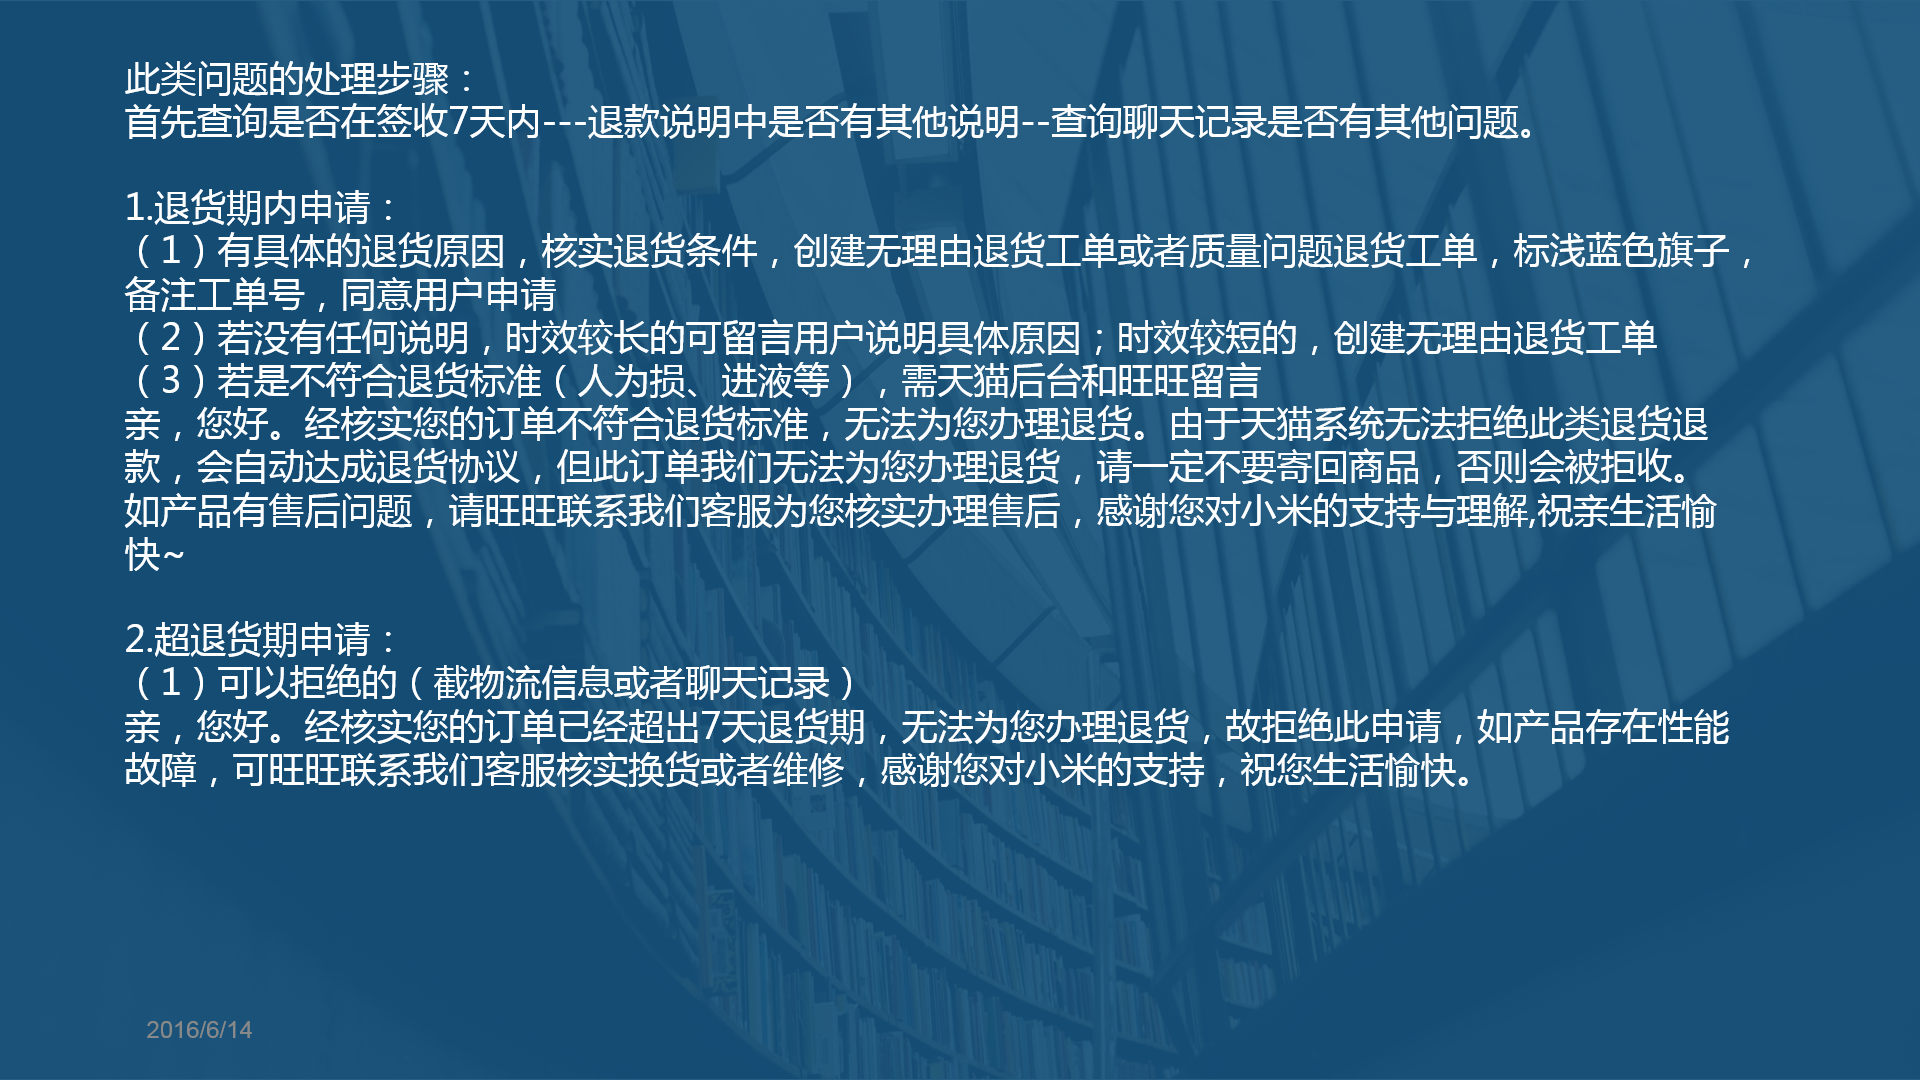 此类问题的处理步骤：
首先查询是否在签收7天内---退款说明中是否有其他说明--查询聊天记录是否有其他问题。
1.退货期内申请：
（1）有具体的退货原因，核实退货条件，创建无理由退货工单或者质量问题退货工单，标浅蓝色旗子，
备注工单号，同意用户申请
（2）若没有任何说明，时效较长的可留言用户说明具体原因；时效较短的，创建无理由退货工单
（3）若是不符合退货标准（人为损、进液等），需天猫后台和旺旺留言
亲，您好。经核实您的订单不符合退货标准，无法为您办理退货。由于天猫系统无法拒绝此类退货退
款，会自动达成退货协议，但此订单我们无法为您办理退货，请一定不要寄回商品，否则会被拒收。
如产品有售后问题，请旺旺联系我们客服为您核实办理售后，感谢您对小米的支持与理解,祝亲生活愉
快~
2.超退货期申请：
（1）可以拒绝的（截物流信息或者聊天记录）
亲，您好。经核实您的订单已经超出7天退货期，无法为您办理退货，故拒绝此申请，如产品存在性能
故障，可旺旺联系我们客服核实换货或者维修，感谢您对小米的支持，祝您生活愉快。
2016/6/14